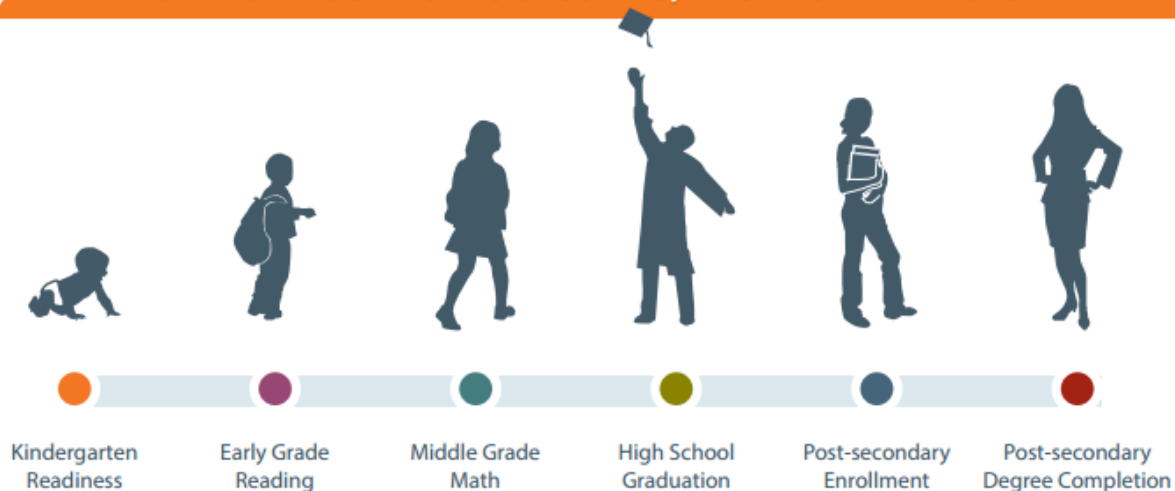 Kindergarten
Readiness
Early Grade
Reading
Middle Grade
Math
High School
Graduation
Post-secondary
Enrollment
Post-secondary
Degree Completion